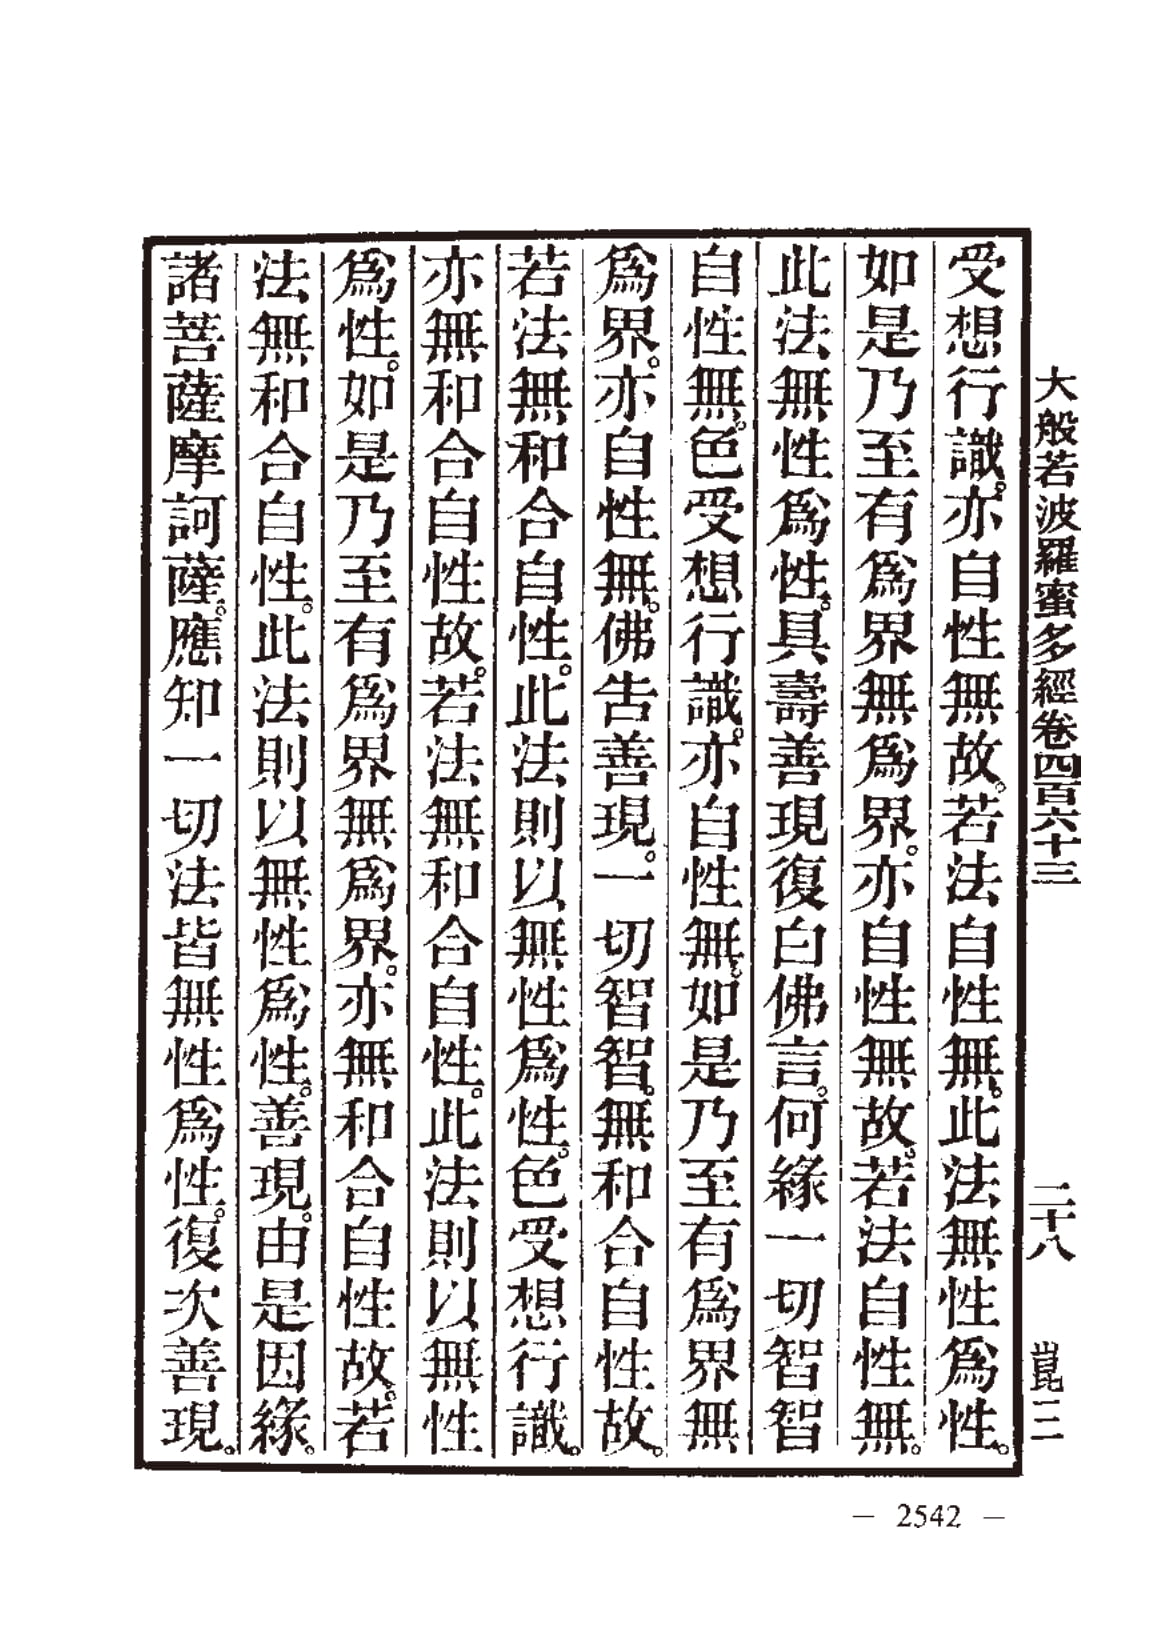 大般若波羅蜜多經卷四百六十三　二十八　崑三
受想行識。亦自性無故。若法自性無。此法無性爲性。
如是乃至有爲界無爲界。亦自性無故。若法自性無。
此法無性爲性。具壽善現復白佛言。何緣一切智智
自性無。色受想行識。亦自性無。如是乃至有爲界無
爲界。亦自性無。佛告善現。一切智智。無和合自性故。
若法無和合自性。此法則以無性爲性。色受想行識。
亦無和合自性故。若法無和合自性。此法則以無性
爲性。如是乃至有爲界無爲界。亦無和合自性故。若
法無和合自性。此法則以無性爲性。善現。由是因緣。
諸菩薩摩訶薩。應知一切法皆無性爲性。復次善現。
— 2542 —